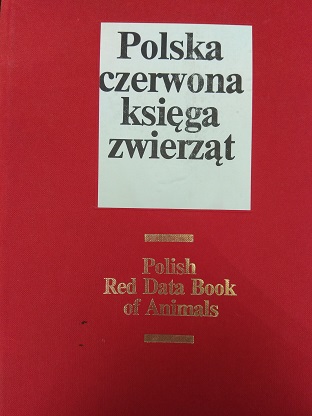 Polska
czerwona
księga
zwierząt
Polish
Red Data Book
of Animals